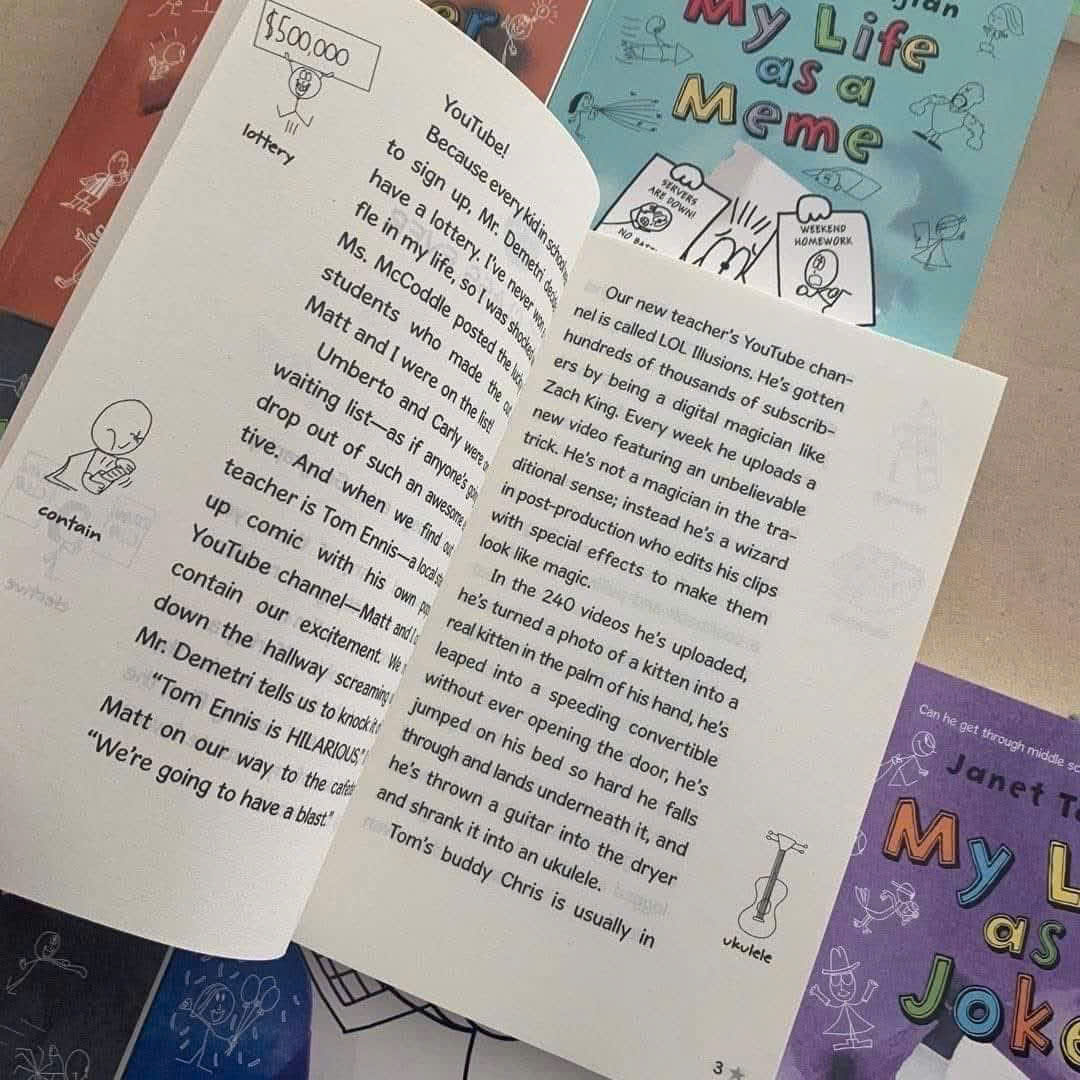 $500,000
lottery
YouTube!
Because every kid in school
to sign up, Mr. Demetri
have a lottery. I've never won
fle in my life, so I was shocked
Ms. McCoddle posted the lucky
students who made the
Matt and I were on the list!
Umberto and Carly were
waiting list—as if anyone's
drop out of such an awesome
tive. And when we find out
teacher is Tom Ennis—a local
up comic with his own
YouTube channel—Matt and I
contain our excitement. We
down the hallway screaming
Mr. Demetri tells us to knock it
"Tom Ennis is HILARIOUS,"
Matt on our way to the
"We're going to have a blast."
contain
Our new teacher's YouTube chan-
nel is called LOL Illusions. He's gotten
hundreds of thousands of subscrib-
ers by being a digital magician like
Zach King. Every week he uploads a
new video featuring an unbelievable
trick. He's not a magician in the tra-
ditional sense; instead he's a wizard
in post-production who edits his clips
with special effects to make them
look like magic.
In the 240 videos he's uploaded,
he's turned a photo of a kitten into a
real kitten in the palm of his hand, he's
leaped into a speeding convertible
without ever opening the door, he's
jumped on his bed so hard he falls
through and lands underneath it, and
he's thrown a guitar into the dryer
and shrank it into an ukulele.
Tom's buddy Chris is usually in
ukulele
3
My Life
as a
Meme
SERVERS
ARE DOWN!
NO
WEEKEND
HOMEWORK
Can he get through middle
Janet
My
as